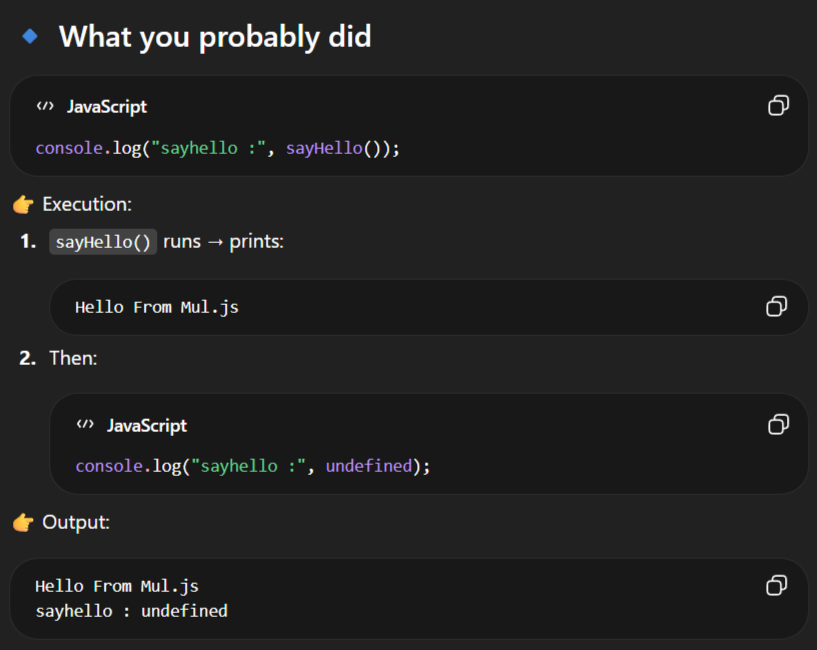 What you probably did
JavaScript
console.log("sayhello :", sayHello());
Execution:
1. sayHello() runs → prints:
Hello From Mul.js
2. Then:
JavaScript
console.log("sayhello :", undefined);
Output:
Hello From Mul.js
sayhello : undefined